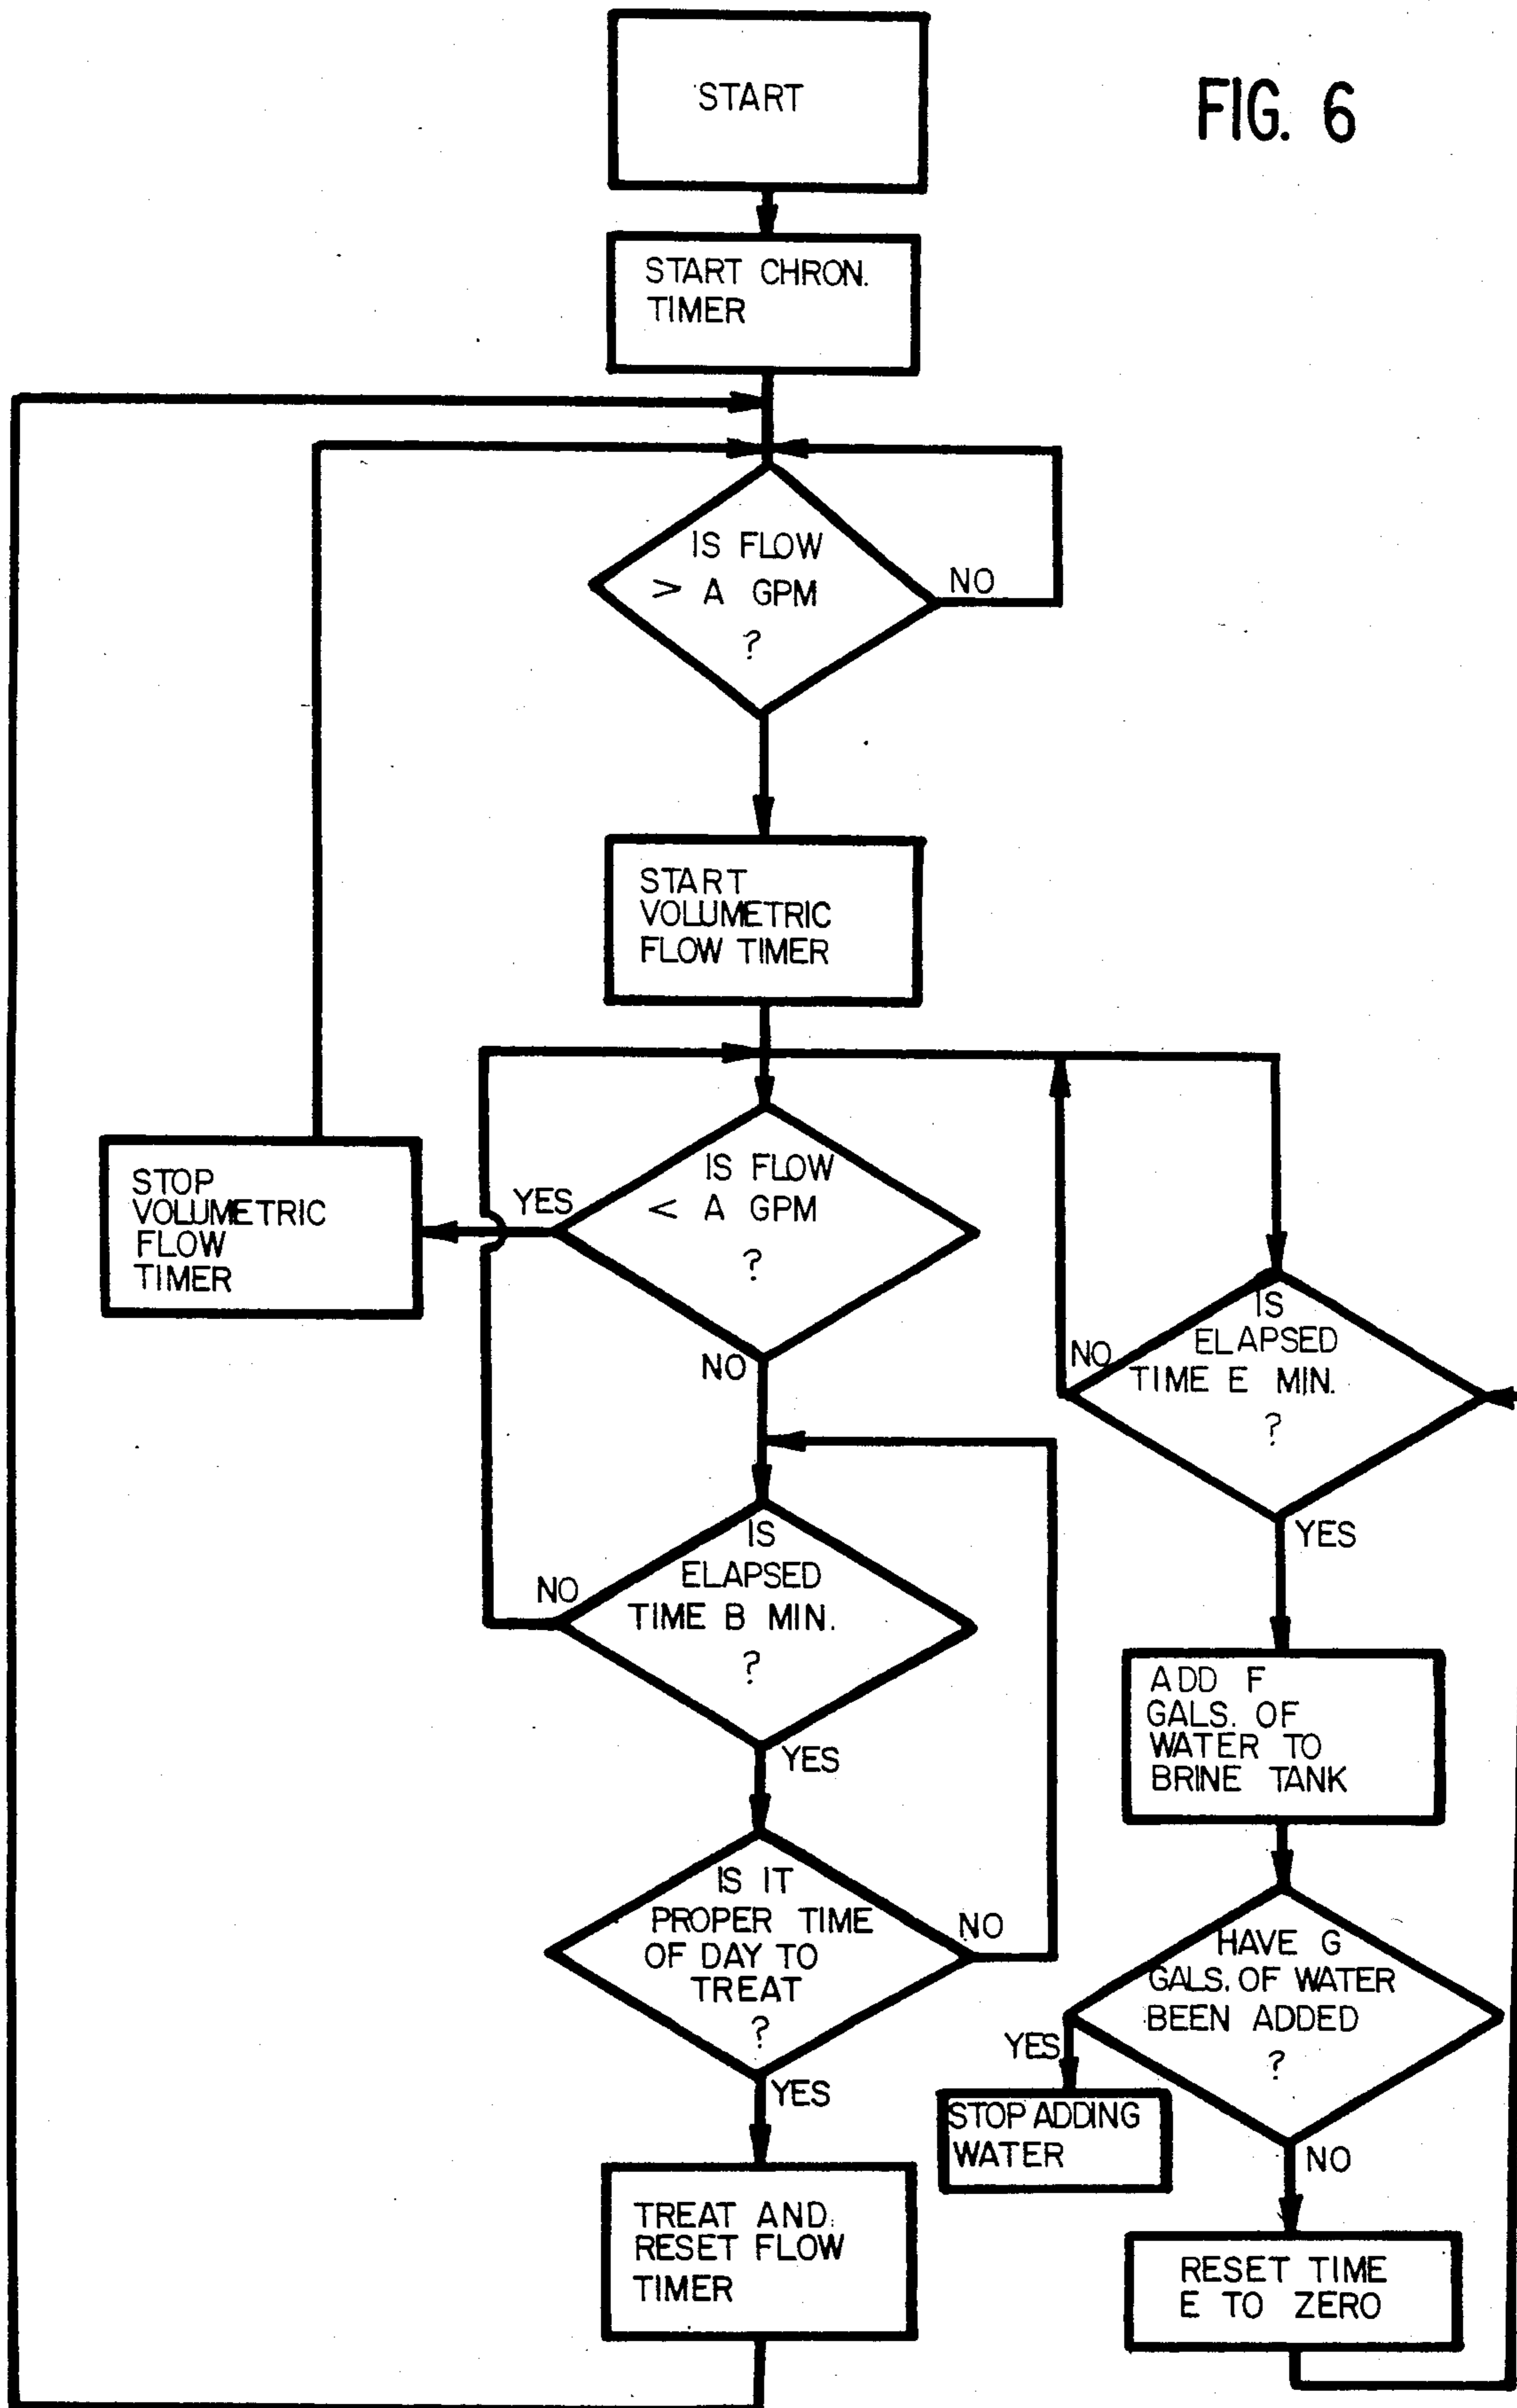 FIG. 6
START
START CHRON.
TIMER
IS FLOW
> A GPM
?
NO
START
VOLUMETRIC
FLOW TIMER
STOP
VOLUMETRIC
FLOW
TIMER
YES
IS FLOW
< A GPM
?
NO
IS
ELAPSED
TIME E MIN.
?
NO
YES
IS
ELAPSED
TIME B MIN.
?
NO
YES
ADD F
GALS. OF
WATER TO
BRINE TANK
IS IT
PROPER TIME
OF DAY TO
TREAT
?
NO
YES
HAVE G
GALS. OF WATER
BEEN ADDED
?
YES
NO
STOP ADDING
WATER
TREAT AND
RESET FLOW
TIMER
RESET TIME
E TO ZERO